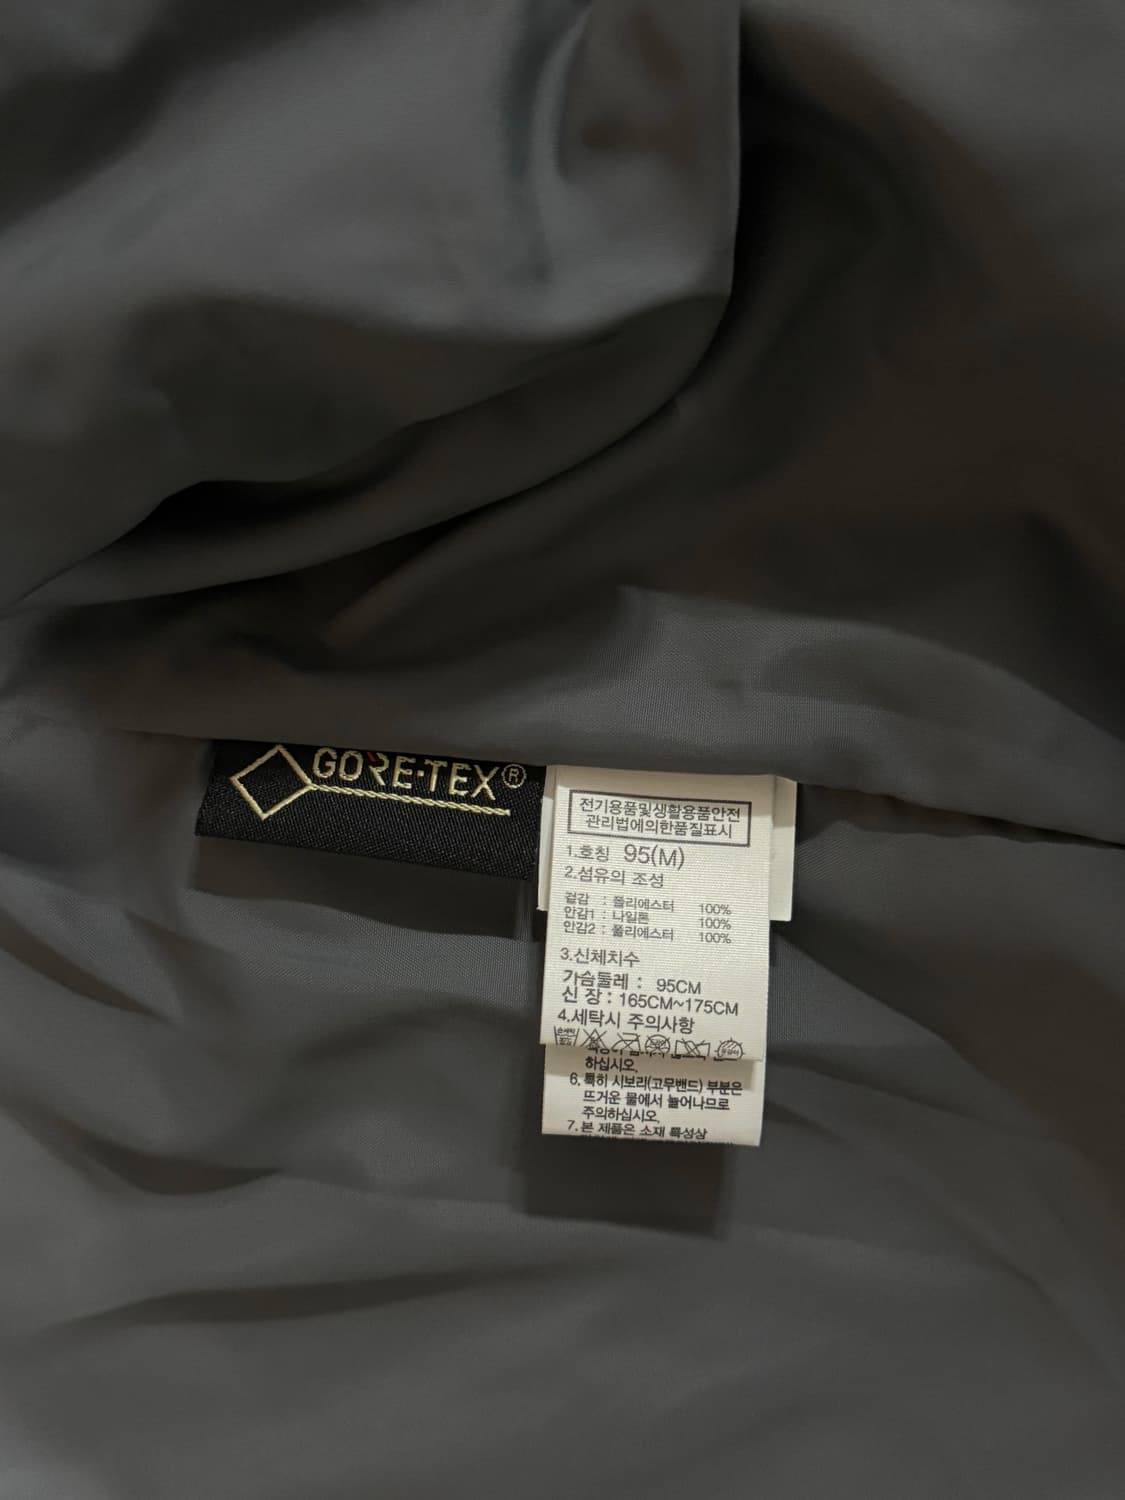 GORE-TEX®
전기용품및생활용품안전
관리법에의한품질표시
1.호칭 95(M)
2.섬유의 조성
겉감 : 폴리에스터 100%
안감1 : 나일론 100%
안감2 : 폴리에스터 100%
3.신체치수
가슴둘레 : 95CM
신 장 : 165CM~175CM
4.세탁시 주의사항
하십시오.
6.특히 시보리(고무밴드) 부분은
뜨거운 물에서 늘어나므로
주의하십시오.
7.본 제품은 소재 특성상